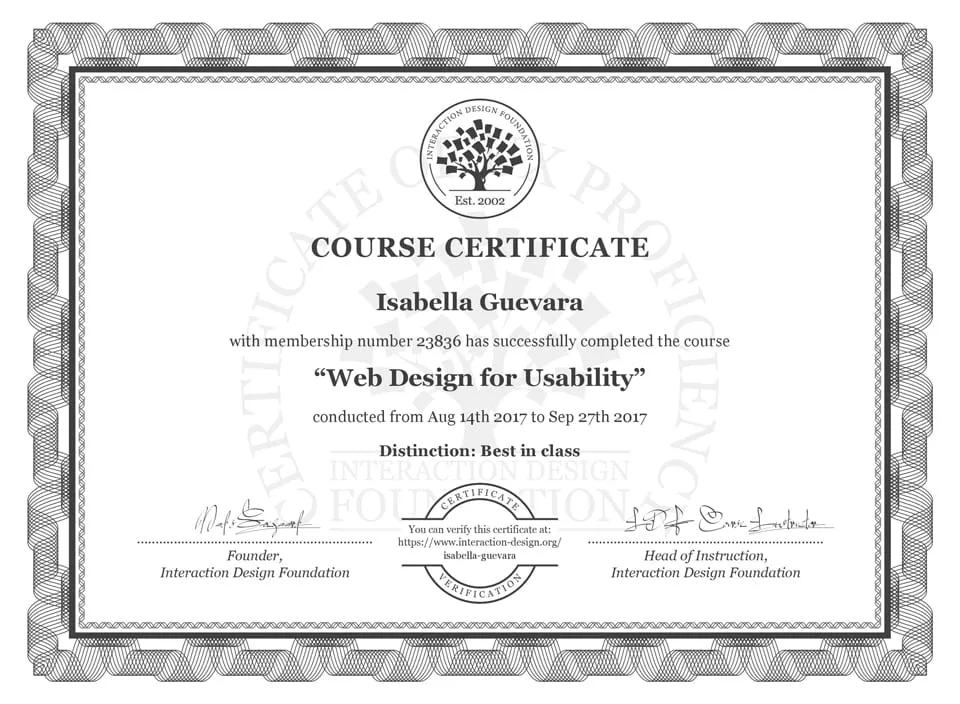 INTERACTION DESIGN FOUNDATION
Est. 2002
CERTIFICATE OF UX PROFICIENCY
COURSE CERTIFICATE
Isabella Guevara
with membership number 23836 has successfully completed the course
“Web Design for Usability”
conducted from Aug 14th 2017 to Sep 27th 2017
Distinction: Best in class
INTERACTION DESIGN
FOUNDATION
CERTIFICATE
You can verify this certificate at:
https://www.interaction-design.org/
isabella-guevara
VERIFICATION
Founder,
Interaction Design Foundation
Head of Instruction,
Interaction Design Foundation